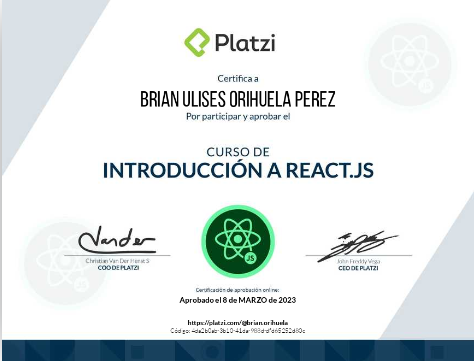 Platzi
Certifica a
BRIAN ULISES ORIHUELA PEREZ
Por participar y aprobar el
CURSO DE
INTRODUCCIÓN A REACT.JS
JS
Christian Van Der Henst S
COO DE PLATZI
John Freddy Vega
CEO DE PLATZI
Certificación de aprobación online:
Aprobado el 8 de MARZO de 2023
https://platzi.com/@brian.orihuela
Código: